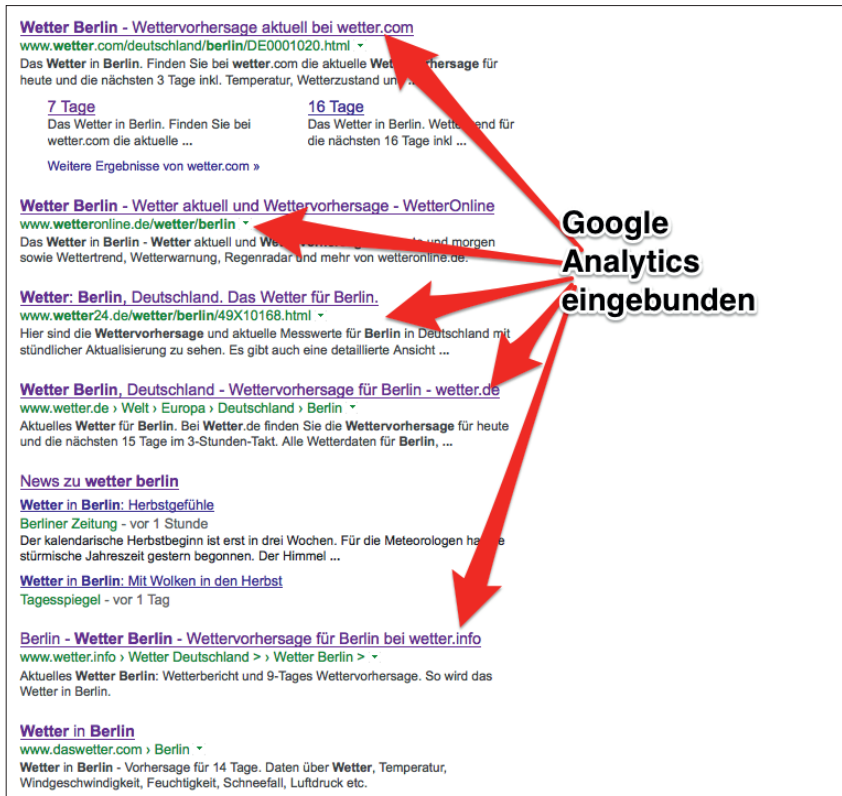 Wetter Berlin - Wettervorhersage aktuell bei wetter.com
www.wetter.com/deutschland/berlin/DE0001020.html
Das Wetter in Berlin. Finden Sie bei wetter.com die aktuelle hersage für
heute und die nächsten 3 Tage inkl. Temperatur, Wetterzustand ...
7 Tage
Das Wetter in Berlin. Finden Sie bei
wetter.com die aktuelle ...
16 Tage
Das Wetter in Berlin. für
die nächsten 16 Tage inkl ...
Weitere Ergebnisse von wetter.com »
Wetter Berlin - Wetter aktuell und Wettervorhersage - WetterOnline
www.wetteronline.de/wetter/berlin
Das Wetter in Berlin - Wetter aktuell und und morgen
sowie Wettertrend, Wetterwarnung, Regenradar und mehr von wetteronline.de.
Wetter: Berlin, Deutschland. Das Wetter für Berlin.
www.wetter24.de/wetter/berlin/49X10168.html
Hier sind die Wettervorhersage und aktuelle Messwerte für Berlin in Deutschland mit
stündlicher Aktualisierung zu sehen. Es gibt auch eine detaillierte Ansicht ...
Wetter Berlin, Deutschland - Wettervorhersage für Berlin - wetter.de
www.wetter.de › Welt › Europa › Deutschland › Berlin
Aktuelles Wetter für Berlin. Bei Wetter.de finden Sie die Wettervorhersage für heute
und die nächsten 15 Tage im 3-Stunden-Takt. Alle Wetterdaten für Berlin, ...
News zu wetter berlin
Wetter in Berlin: Herbstgefühle
Berliner Zeitung - vor 1 Stunde
Der kalendarische Herbstbeginn ist erst in drei Wochen. Für die Meteorologen
stürmische Jahreszeit gestern begonnen. Der Himmel ...
Wetter in Berlin: Mit Wolken in den Herbst
Tagesspiegel - vor 1 Tag
Berlin - Wetter Berlin - Wettervorhersage für Berlin bei wetter.info
www.wetter.info › Wetter Deutschland > › Wetter Berlin >
Aktuelles Wetter Berlin: Wetterbericht und 9-Tages Wettervorhersage. So wird das
Wetter in Berlin.
Wetter in Berlin
www.daswetter.com › Berlin
Wetter in Berlin - Vorhersage für 14 Tage. Daten über Wetter, Temperatur,
Windgeschwindigkeit, Feuchtigkeit, Schneefall, Luftdruck etc.
Google
Analytics
eingebunden